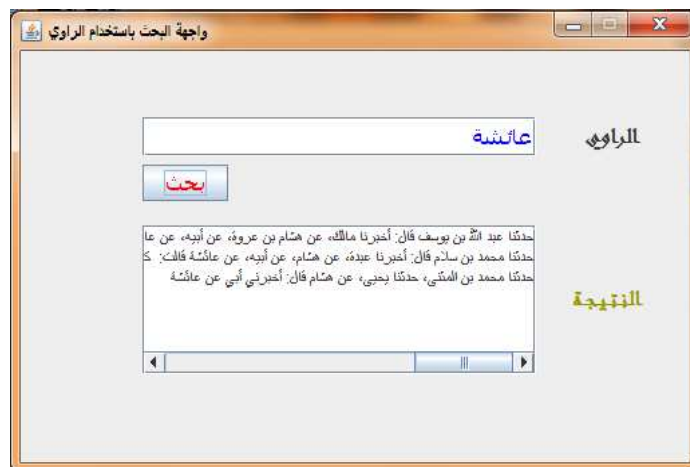 واجهة البحث باستخدام الراوي
الراوي
عائشة
بحث
النتيجة
حدثنا عبد الله بن يوسف قال: أخبرنا مالك، عن هشام بن عروة، عن أبيه، عن عا
حدثنا محمد بن سلام قال: أخبرنا عبدة، عن هشام، عن أبيه، عن عائشة قالت: ك
حدثنا محمد بن المثنى، حدثنا يحيى، عن هشام قال: أخبرني أبي عن عائشة